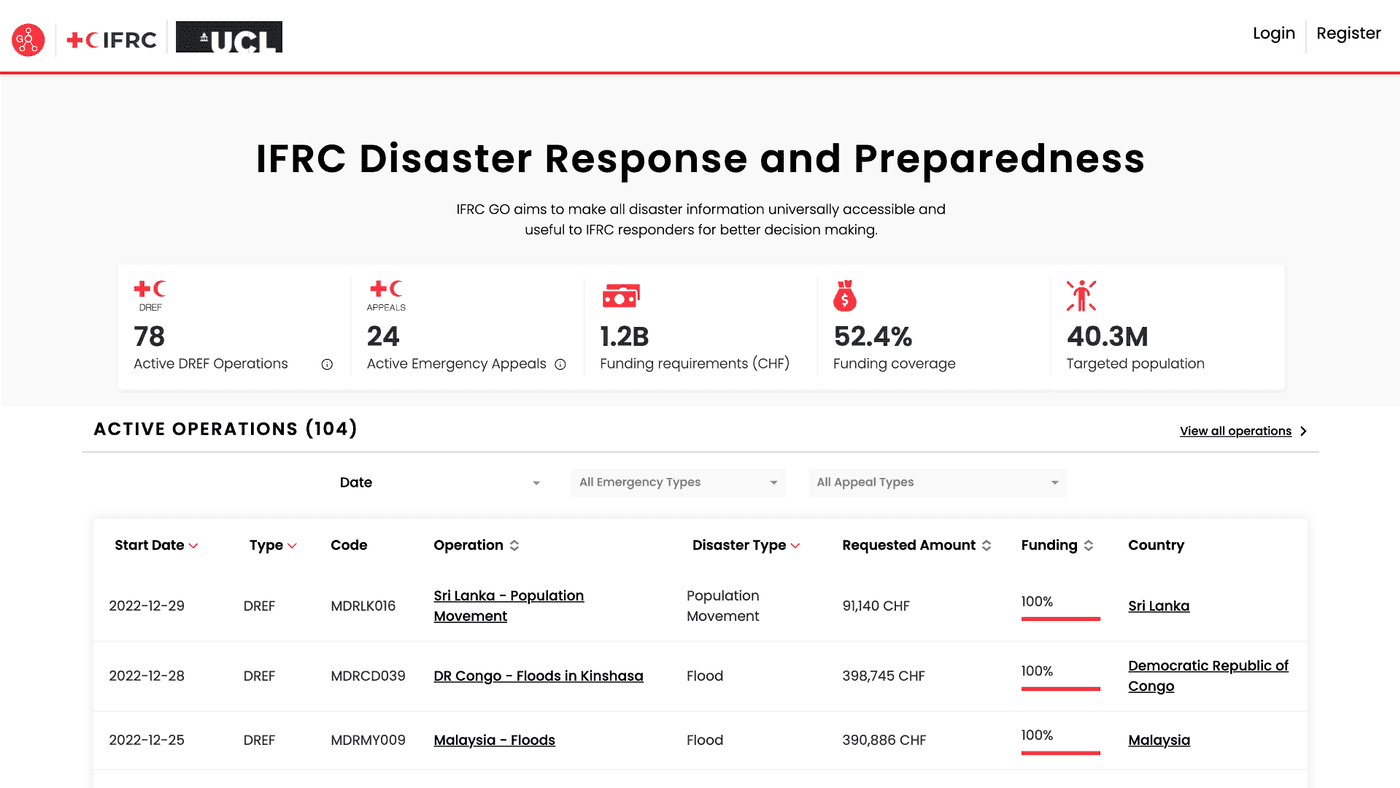 GO IFRC UCL Login Register
IFRC Disaster Response and Preparedness
IFRC GO aims to make all disaster information universally accessible and
useful to IFRC responders for better decision making.
DREF APPEALS
78 24 1.2B 52.4% 40.3M
Active DREF Operations Active Emergency Appeals Funding requirements (CHF) Funding coverage Targeted population
ACTIVE OPERATIONS (104) View all operations
Date All Emergency Types All Appeal Types
Start Date Type Code Operation Disaster Type Requested Amount Funding Country
2022-12-29 DREF MDRLK016 Sri Lanka - Population Movement Population Movement 91,140 CHF 100% Sri Lanka
2022-12-28 DREF MDRCD039 DR Congo - Floods in Kinshasa Flood 398,745 CHF 100% Democratic Republic of Congo
2022-12-25 DREF MDRMY009 Malaysia - Floods Flood 390,886 CHF 100% Malaysia